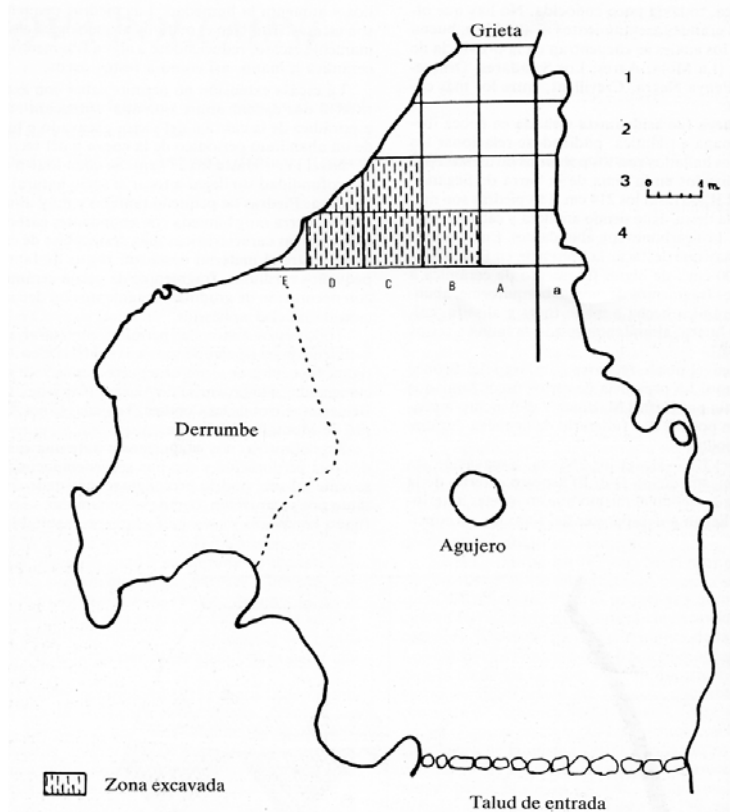 Grieta
1
2
3
0 4 m.
4
E D C B A a
Derrumbe
Agujero
Zona excavada
Talud de entrada